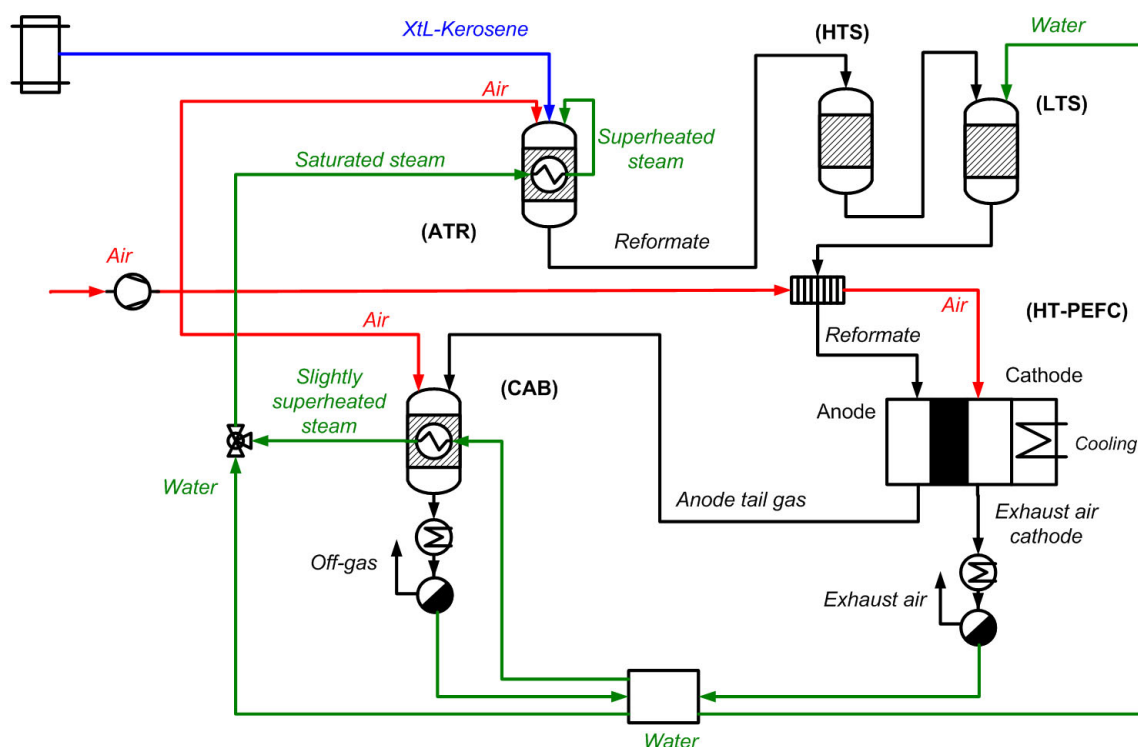 XtL-Kerosene
(HTS)
Water
Air
(LTS)
Superheated
steam
Saturated steam
(ATR)
Reformate
Air
Air
(HT-PEFC)
Air
Reformate
Slightly
superheated
steam
(CAB)
Cathode
Anode
Cooling
Water
Anode tail gas
Exhaust air
cathode
Off-gas
Exhaust air
Water